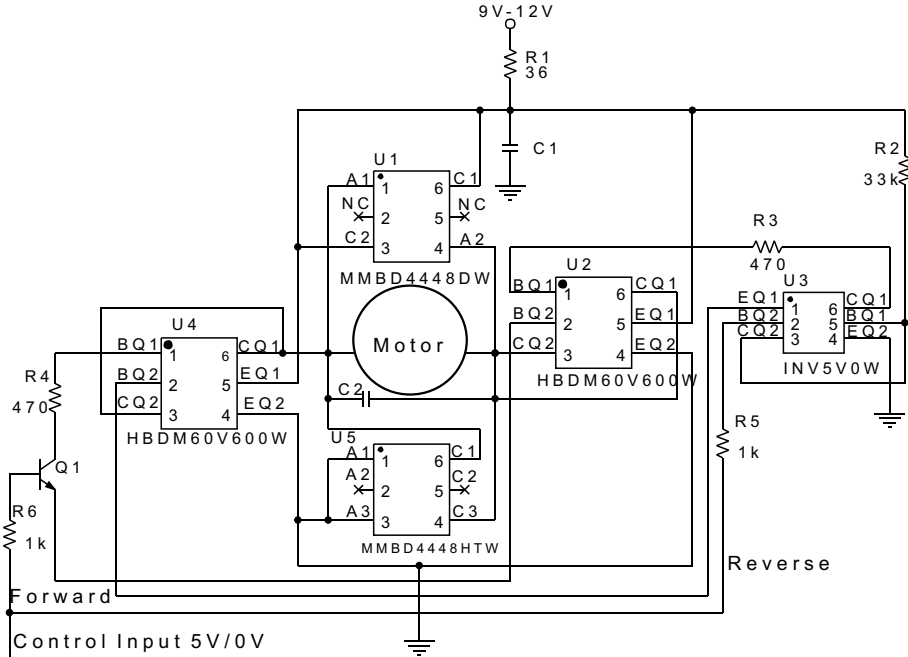 9V-12V
R1
36
C1
R2
33k
U1
A1
1
6
C1
NC
2
5
NC
C2
3
4
A2
MMBD4448DW
R3
470
U2
BQ1
1
6
CQ1
BQ2
2
5
EQ1
CQ2
3
4
EQ2
HBDM60V600W
U3
EQ1
1
6
CQ1
BQ2
2
5
BQ1
CQ2
3
4
EQ2
INV5V0W
U4
BQ1
1
6
CQ1
BQ2
2
5
EQ1
CQ2
3
4
EQ2
HBDM60V600W
Motor
C2
R4
470
Q1
R6
1k
U5
A1
1
6
C1
A2
2
5
C2
A3
3
4
C3
MMBD4448HTW
R5
1k
Reverse
Forward
Control Input 5V/0V